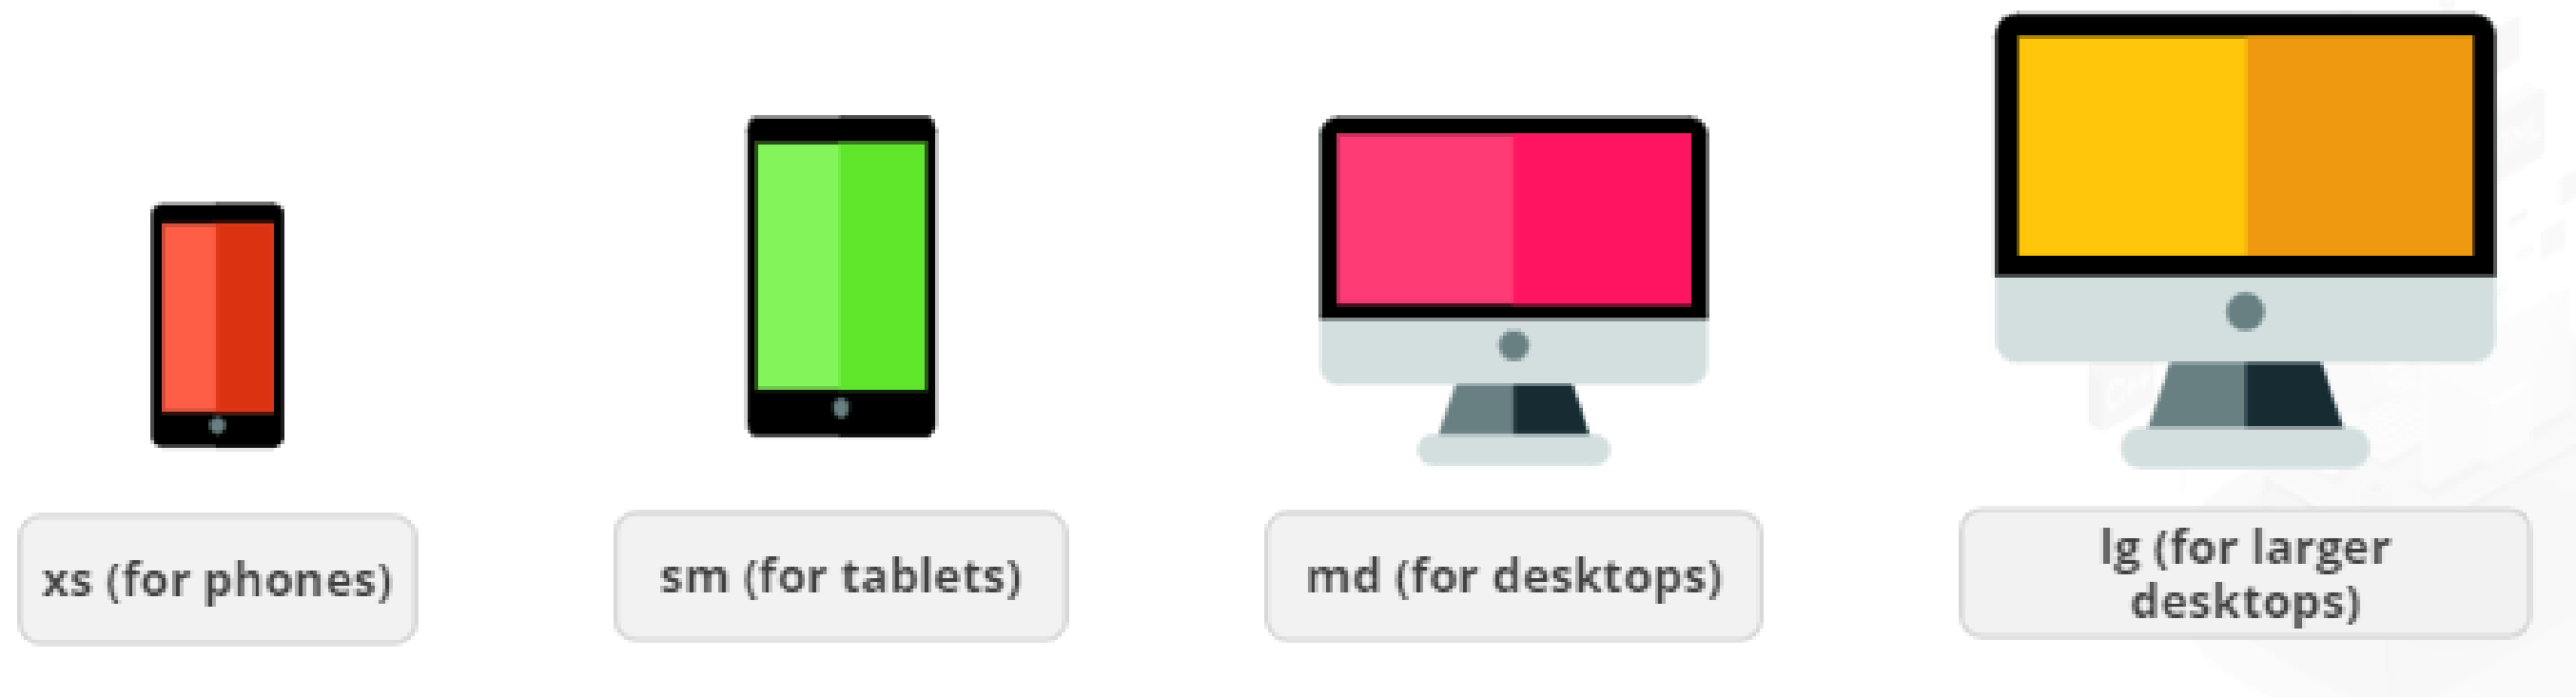 xs (for phones)
sm (for tablets)
md (for desktops)
lg (for larger
desktops)